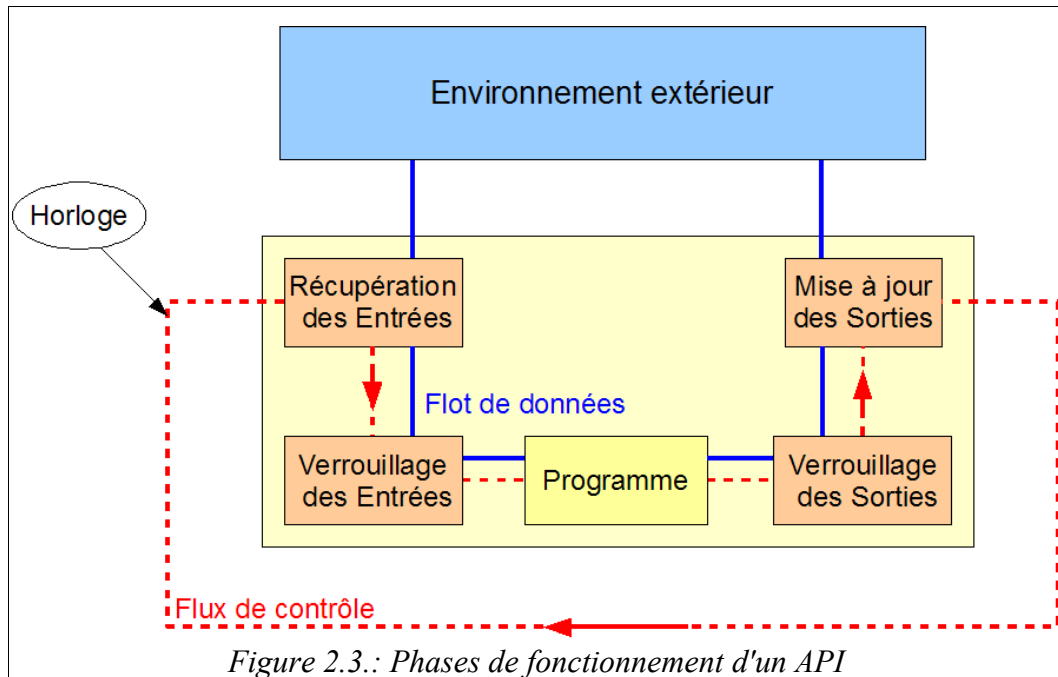 Environnement extérieur
Horloge
Récupération
des Entrées
Mise à jour
des Sorties
Flot de données
Verrouillage
des Entrées
Programme
Verrouillage
des Sorties
Flux de contrôle
Figure 2.3.: Phases de fonctionnement d'un API